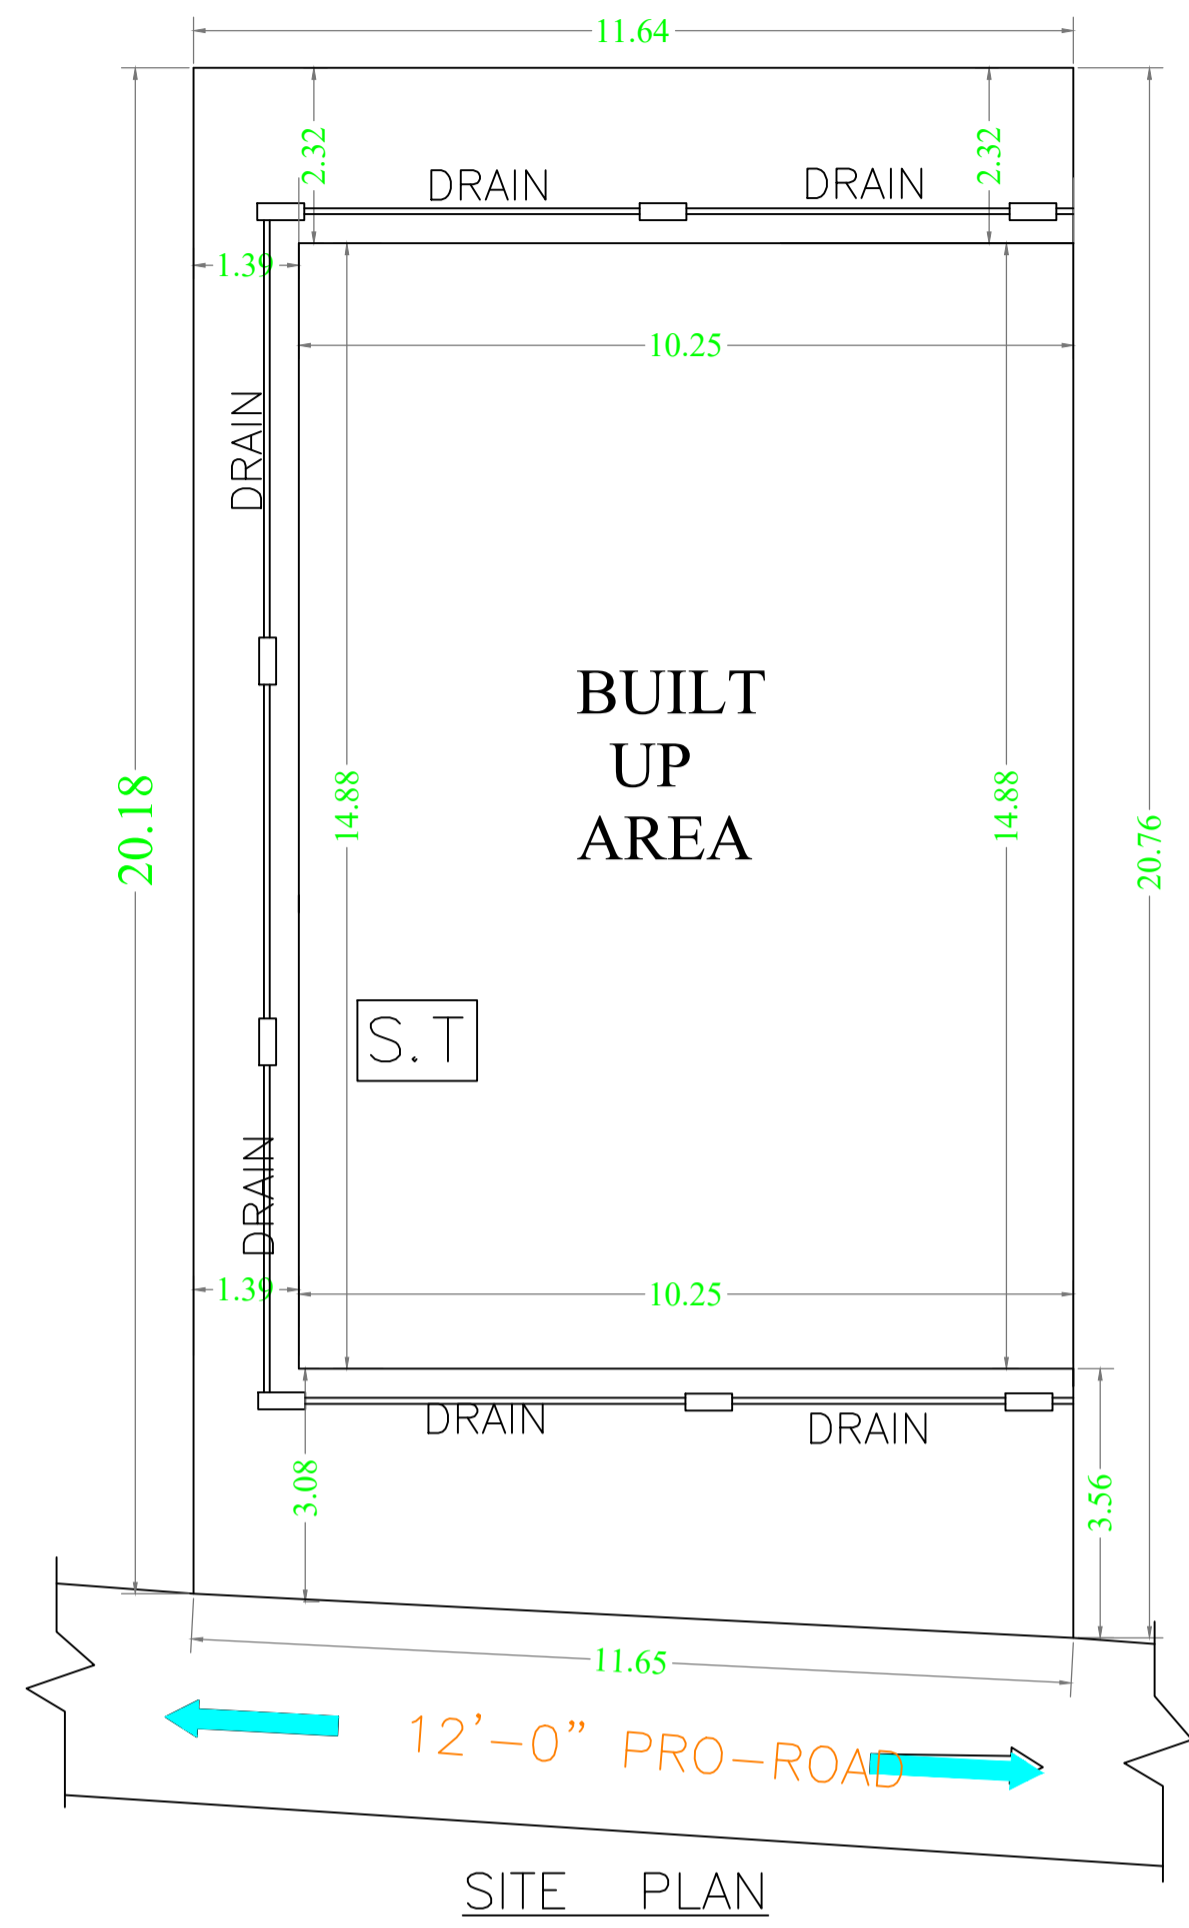 11.64
2.32
2.32
DRAIN
DRAIN
1.39
10.25
DRAIN
BUILT
UP
AREA
20.18
14.88
14.88
20.76
S.T
DRAIN
1.39
10.25
DRAIN
DRAIN
3.08
3.56
11.65
12'-0" PRO-ROAD
SITE PLAN